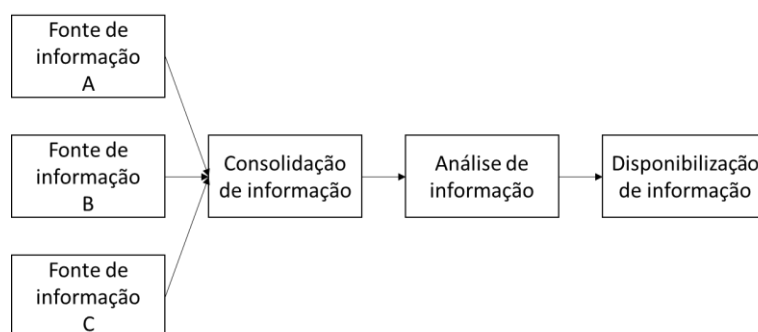 Fonte de
informação
A
Fonte de
informação
B
Fonte de
informação
C
Consolidação
de informação
Análise de
informação
Disponibilização
de informação